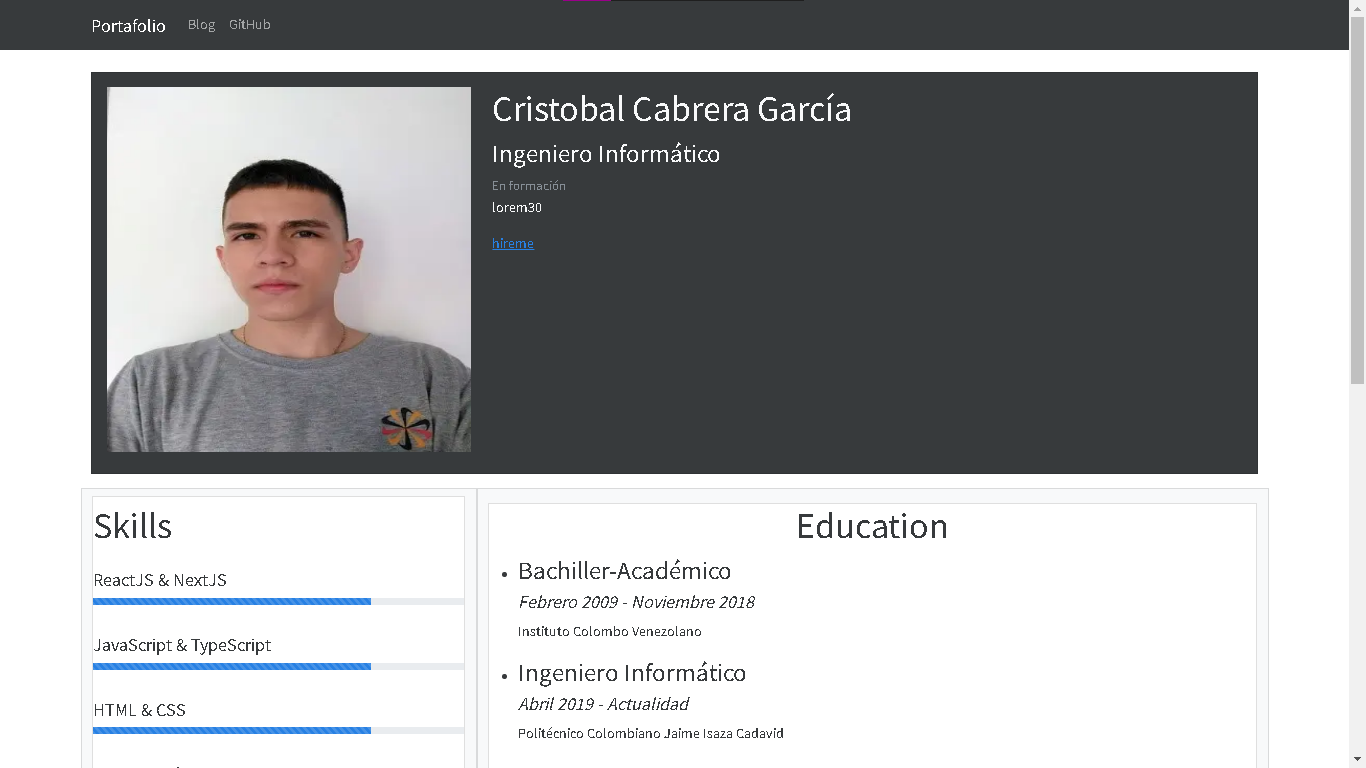 Portafolio Blog GitHub
Cristobal Cabrera García
Ingeniero Informático
En formación
lorem30
hireme
Skills
ReactJS & NextJS
JavaScript & TypeScript
HTML & CSS
Education
Bachiller-Académico
Febrero 2009 - Noviembre 2018
Instituto Colombo Venezolano
Ingeniero Informático
Abril 2019 - Actualidad
Politécnico Colombiano Jaime Isaza Cadavid